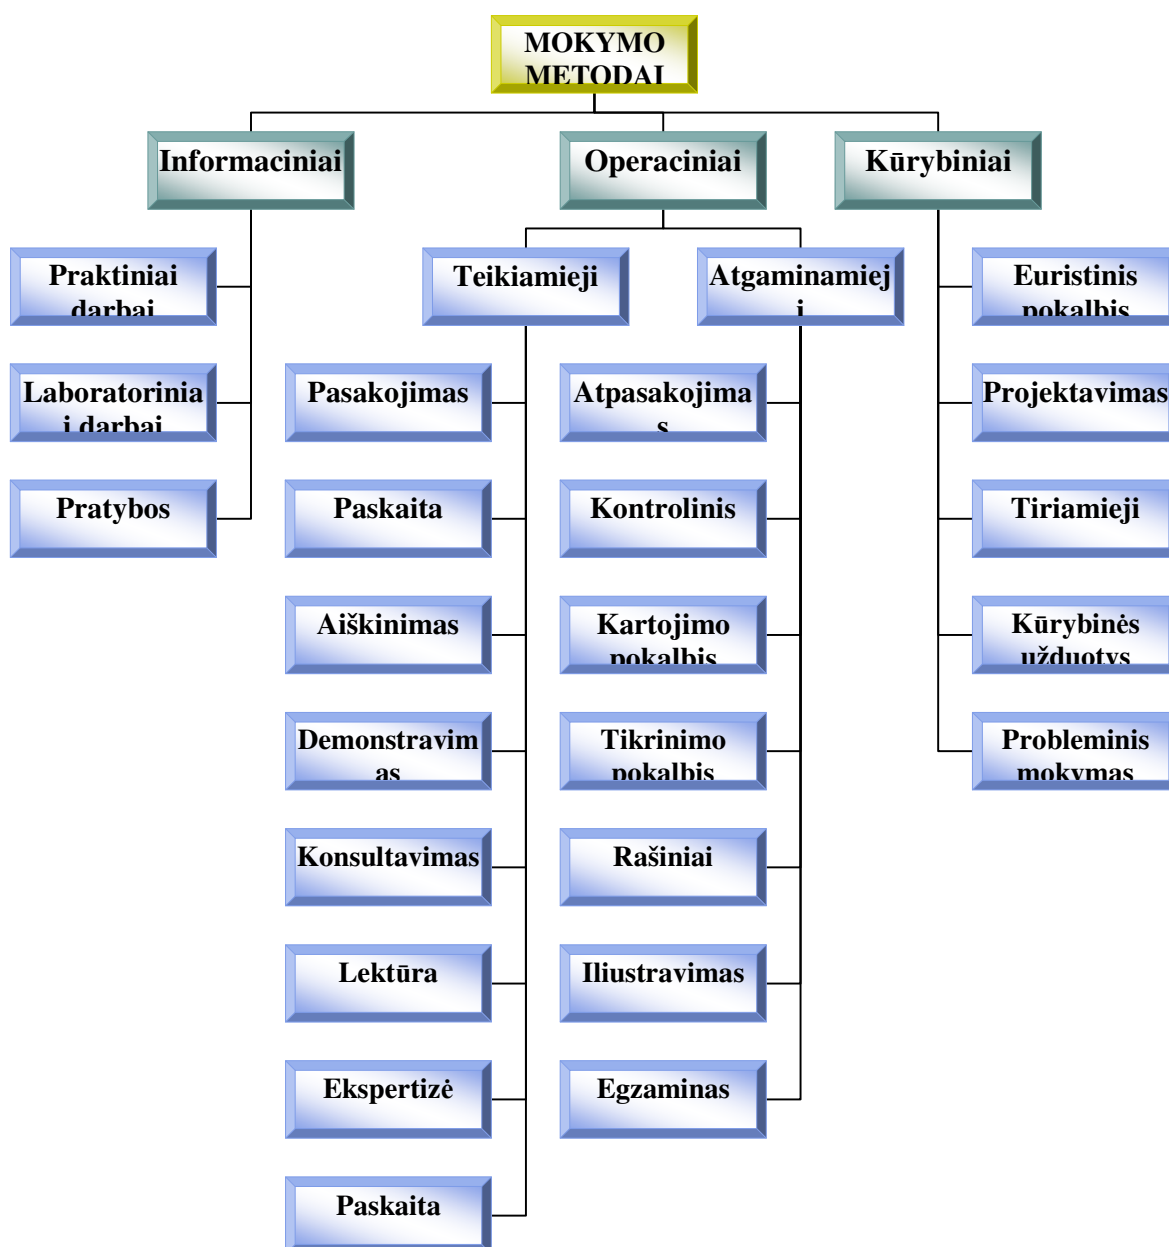 MOKYMO
METODAI
Informaciniai
Operaciniai
Kūrybiniai
Praktiniai
darbai
Teikiamieji
Atgaminamiej
i
Euristinis
pokalbis
Laboratorinia
i darbai
Pasakojimas
Atpasakojima
s
Projektavimas
Pratybos
Paskaita
Kontrolinis
Tiriamieji
Aiškinimas
Kartojimo
pokalbis
Kūrybinės
užduotys
Demonstravim
as
Tikrinimo
pokalbis
Probleminis
mokymas
Konsultavimas
Rašiniai
Lektūra
Iliustravimas
Ekspertizė
Egzaminas
Paskaita